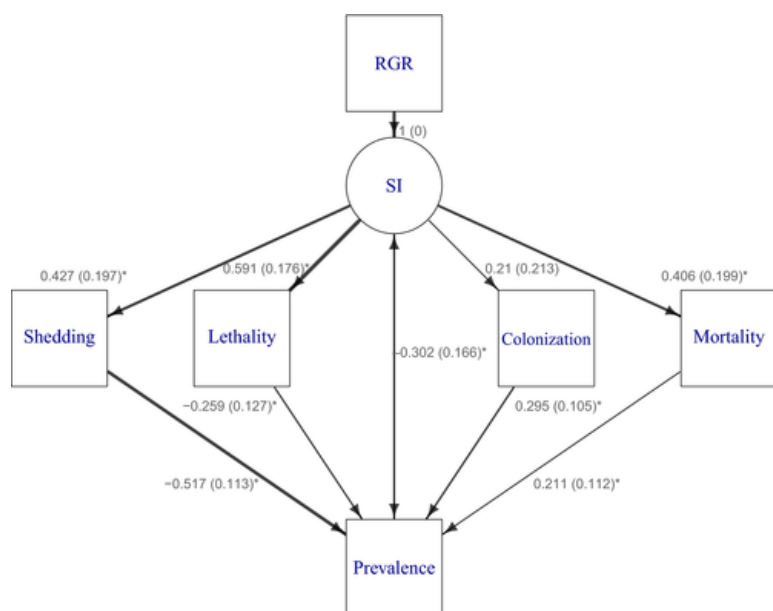 RGR
1 (0)
SI
0.427 (0.197)*
0.591 (0.176)*
0.21 (0.213)
0.406 (0.199)*
Shedding
Lethality
Colonization
Mortality
−0.302 (0.166)*
−0.259 (0.127)*
0.295 (0.105)*
−0.517 (0.113)*
0.211 (0.112)*
Prevalence